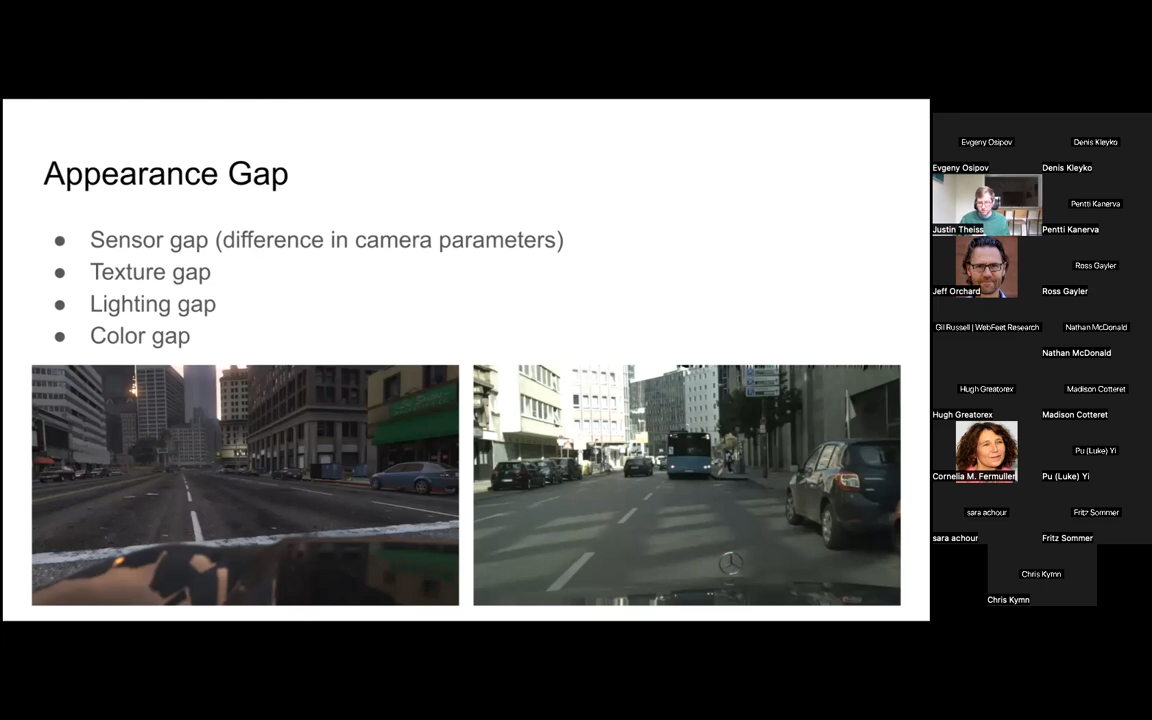 Appearance Gap
● Sensor gap (difference in camera parameters)
● Texture gap
● Lighting gap
● Color gap
Evgeny Osipov
Denis Kleyko
Evgeny Osipov
Denis Kleyko
Pentti Kanerva
Justin Theiss
Pentti Kanerva
Ross Gayler
Jeff Orchard
Ross Gayler
Gil Russell | WebFeet Research
Nathan McDonald
Nathan McDonald
Hugh Greatorex
Madison Cotteret
Hugh Greatorex
Madison Cotteret
Pu (Luke) Yi
Cornelia M. Fermuller
Pu (Luke) Yi
sara achour
Fritz Sommer
sara achour
Fritz Sommer
Chris Kymn
Chris Kymn